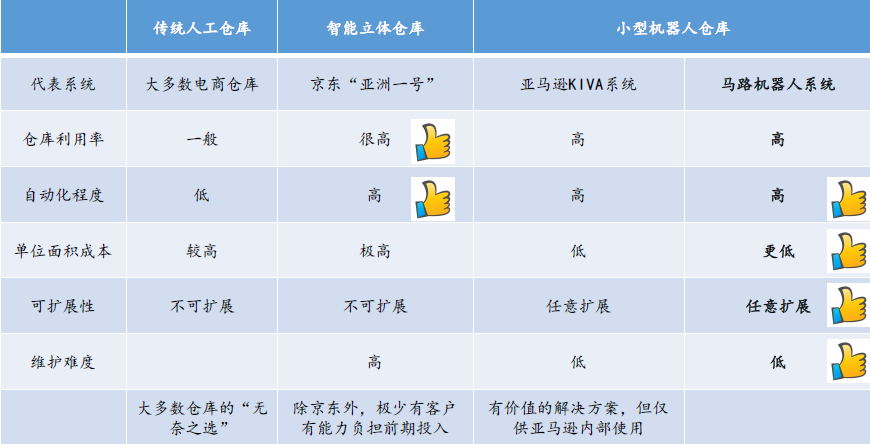 传统人工仓库 智能立体仓库 小型机器人仓库
代表系统 大多数电商仓库 京东“亚洲一号” 亚马逊KIVA系统 马路机器人系统
仓库利用率 一般 很高 高 高
自动化程度 低 高 高 高
单位面积成本 较高 极高 低 更低
可扩展性 不可扩展 不可扩展 任意扩展 任意扩展
维护难度 高 低 低
大多数仓库的“无
奈之选”
除京东外，极少有客户
有能力负担前期投入
有价值的解决方案，但仅
供亚马逊内部使用